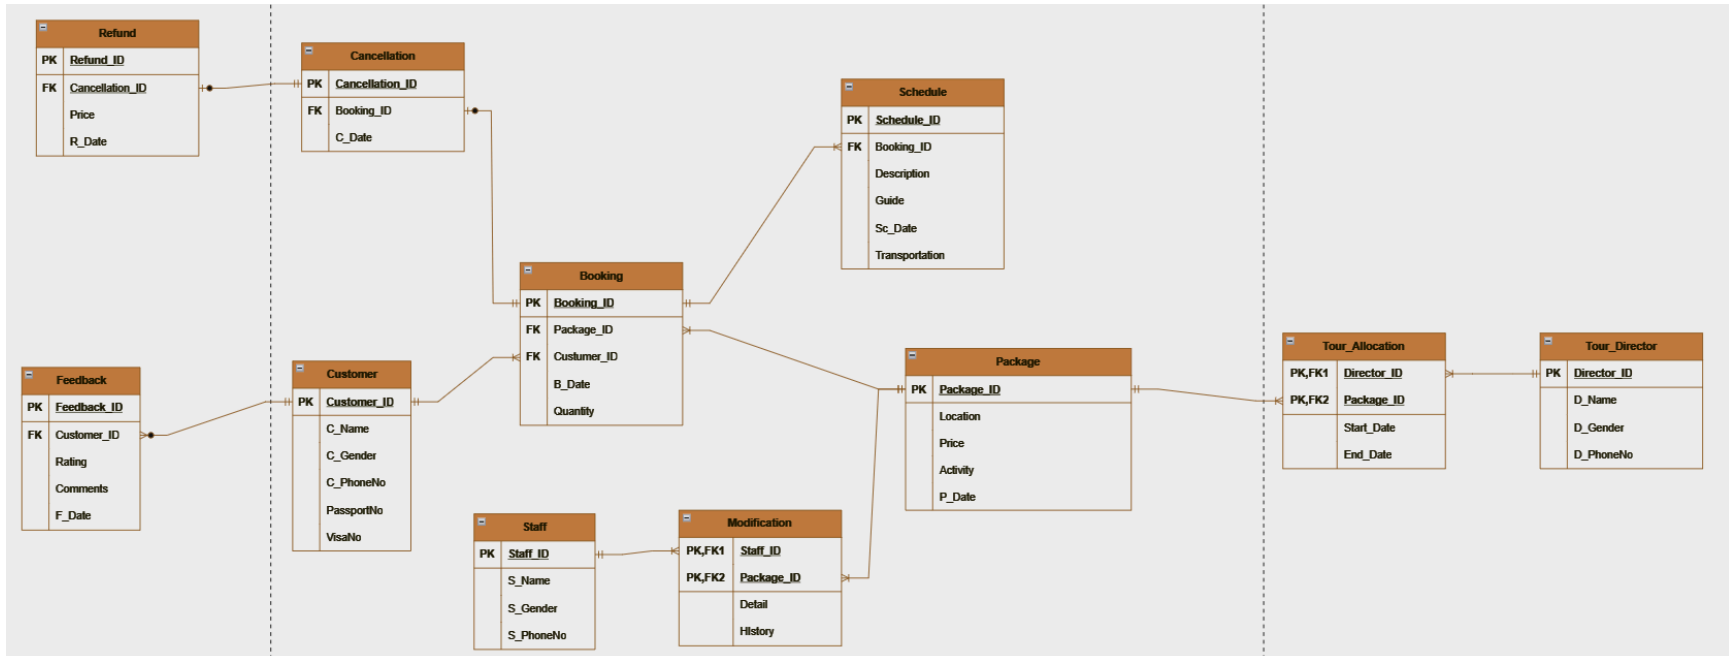 Refund
PK Refund_ID
FK Cancellation_ID
Price
R_Date
Cancellation
PK Cancellation_ID
FK Booking_ID
C_Date
Schedule
PK Schedule_ID
FK Booking_ID
Description
Guide
Sc_Date
Transportation
Booking
PK Booking_ID
FK Package_ID
FK Custumer_ID
B_Date
Quantity
Feedback
PK Feedback_ID
FK Customer_ID
Rating
Comments
F_Date
Customer
PK Customer_ID
C_Name
C_Gender
C_PhoneNo
PassportNo
VisaNo
Package
PK Package_ID
Location
Price
Activity
P_Date
Tour_Allocation
PK,FK1 Director_ID
PK,FK2 Package_ID
Start_Date
End_Date
Tour_Director
PK Director_ID
D_Name
D_Gender
D_PhoneNo
Staff
PK Staff_ID
S_Name
S_Gender
S_PhoneNo
Modification
PK,FK1 Staff_ID
PK,FK2 Package_ID
Detail
HIstory